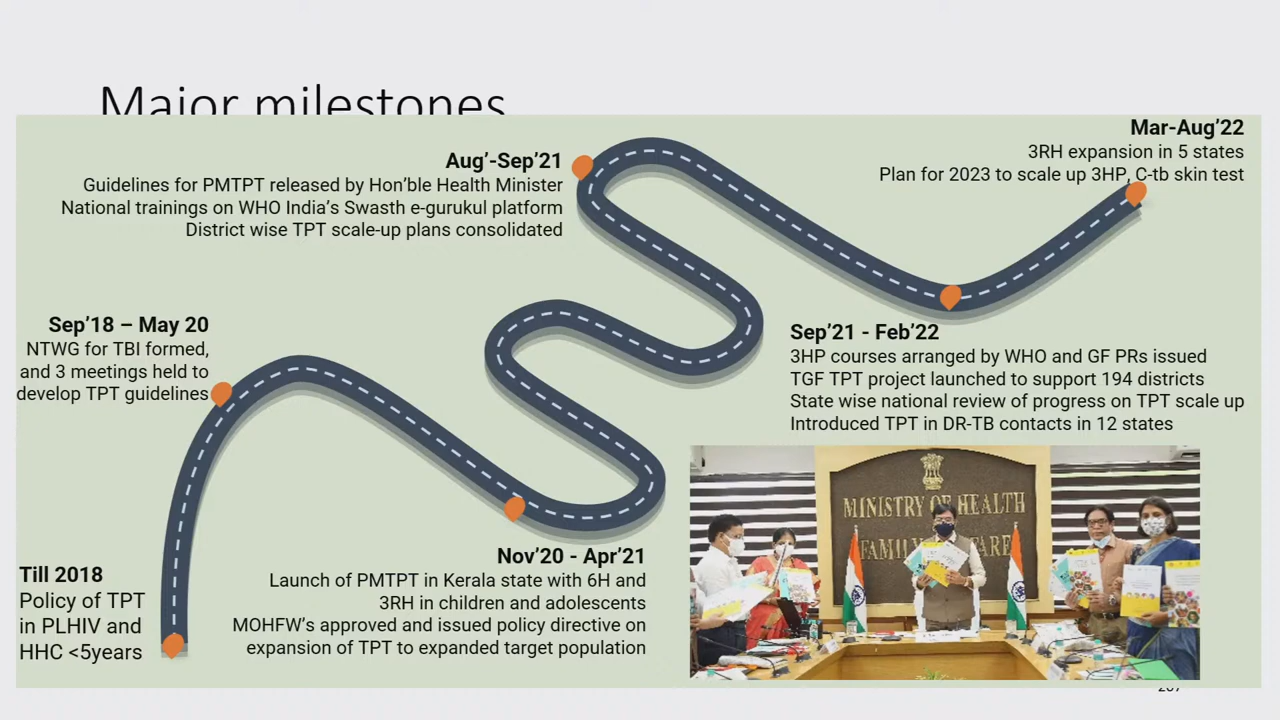 Major milestones
Mar-Aug'22
3RH expansion in 5 states
Plan for 2023 to scale up 3HP, C-tb skin test
Aug'-Sep'21
Guidelines for PMTPT released by Hon'ble Health Minister
National trainings on WHO India's Swasth e-gurukul platform
District wise TPT scale-up plans consolidated
Sep'18 – May 20
NTWG for TBI formed,
and 3 meetings held to
develop TPT guidelines
Sep'21 - Feb'22
3HP courses arranged by WHO and GF PRs issued
TGF TPT project launched to support 194 districts
State wise national review of progress on TPT scale up
Introduced TPT in DR-TB contacts in 12 states
Nov'20 - Apr'21
Launch of PMTPT in Kerala state with 6H and
3RH in children and adolescents
MOHFW's approved and issued policy directive on
expansion of TPT to expanded target population
Till 2018
Policy of TPT
in PLHIV and
HHC <5years
MINISTRY OF HEALTH
FAMILY WELFARE